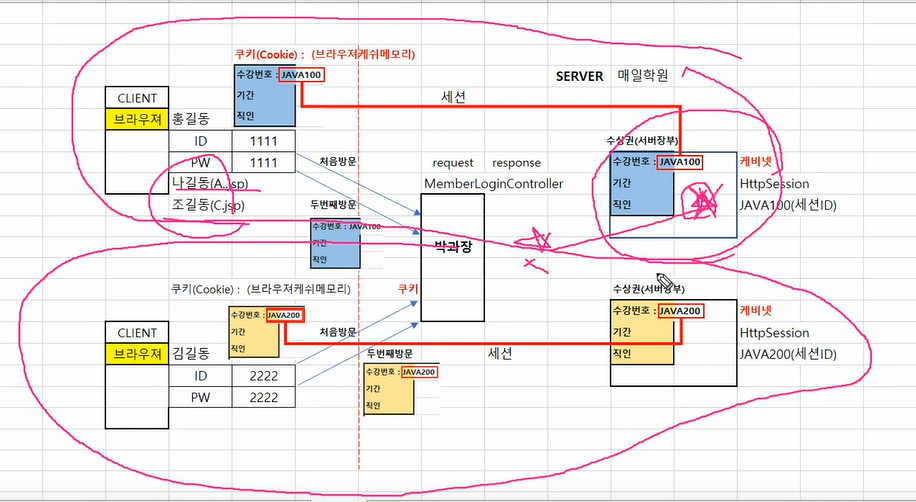 쿠키(Cookie) : (브라우져케쉬메모리)
수강번호 : JAVA100
기간
직인
SERVER 매일학원
세션
CLIENT
브라우져 홍길동
ID 1111
PW 1111
나길동(A.jsp)
조길동(C.jsp)
처음방문
두번째방문
수강번호 : JAVA100
기간
직인
request response
MemberLoginController
박과장
수상권(서버장부)
수강번호 : JAVA100
기간
직인
케비넷
HttpSession
JAVA100(세션ID)
쿠키(Cookie) : (브라우져케쉬메모리)
쿠키
수강번호 : JAVA200
기간
직인
CLIENT
브라우져 김길동
ID 2222
PW 2222
처음방문
두번째방문
수강번호 : JAVA200
기간
직인
세션
수상권(서버장부)
수강번호 : JAVA200
기간
직인
케비넷
HttpSession
JAVA200(세션ID)